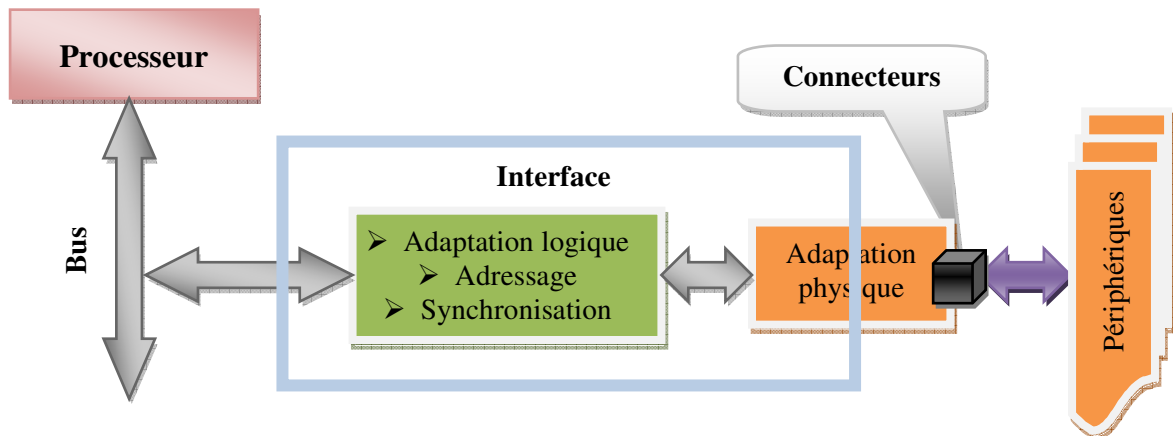 Processeur
Connecteurs
Interface
Bus
➢ Adaptation logique
➢ Adressage
➢ Synchronisation
Adaptation
physique
Périphériques